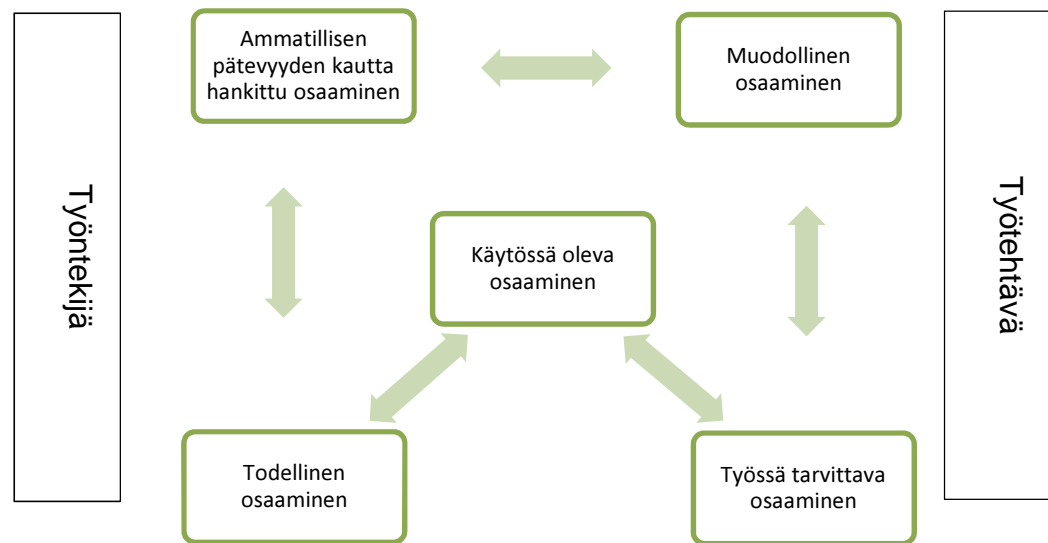 Työntekijä
Ammatillisen
pätevyyden kautta
hankittu osaaminen
Muodollinen
osaaminen
Käytössä oleva
osaaminen
Todellinen
osaaminen
Työssä tarvittava
osaaminen
Työtehtävä